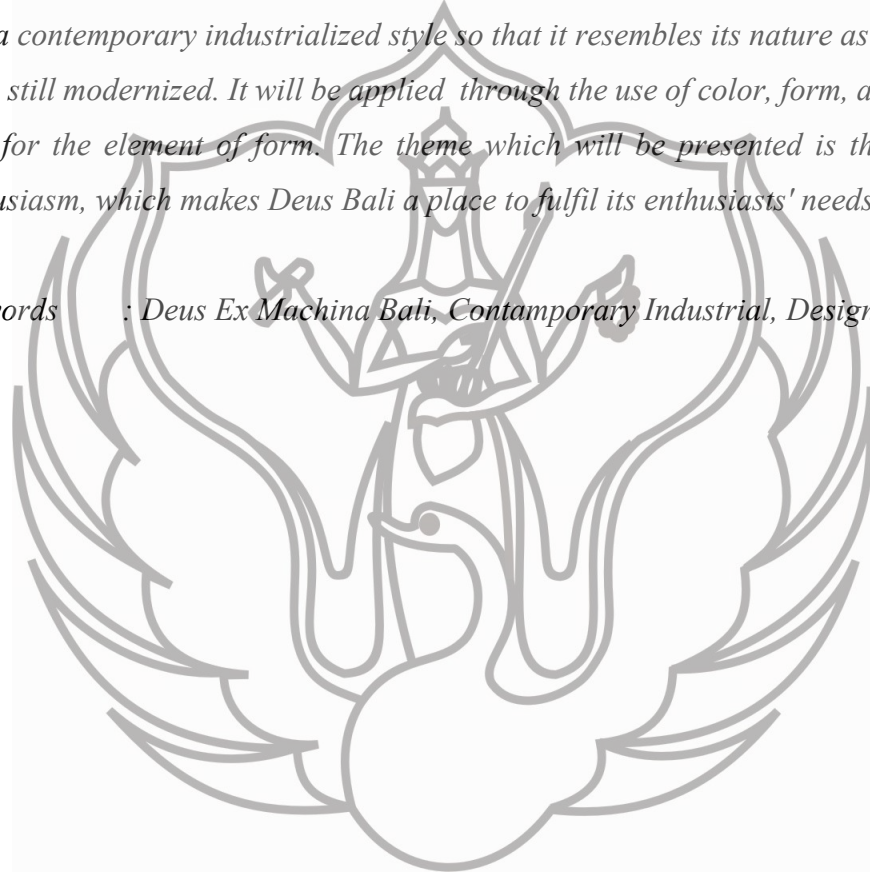 a contemporary industrialized style so that it resembles its nature as
still modernized. It will be applied through the use of color, form, a
for the element of form. The theme which will be presented is th
usiasm, which makes Deus Bali a place to fulfil its enthusiasts' needs
ords : Deus Ex Machina Bali, Contamporary Industrial, Design